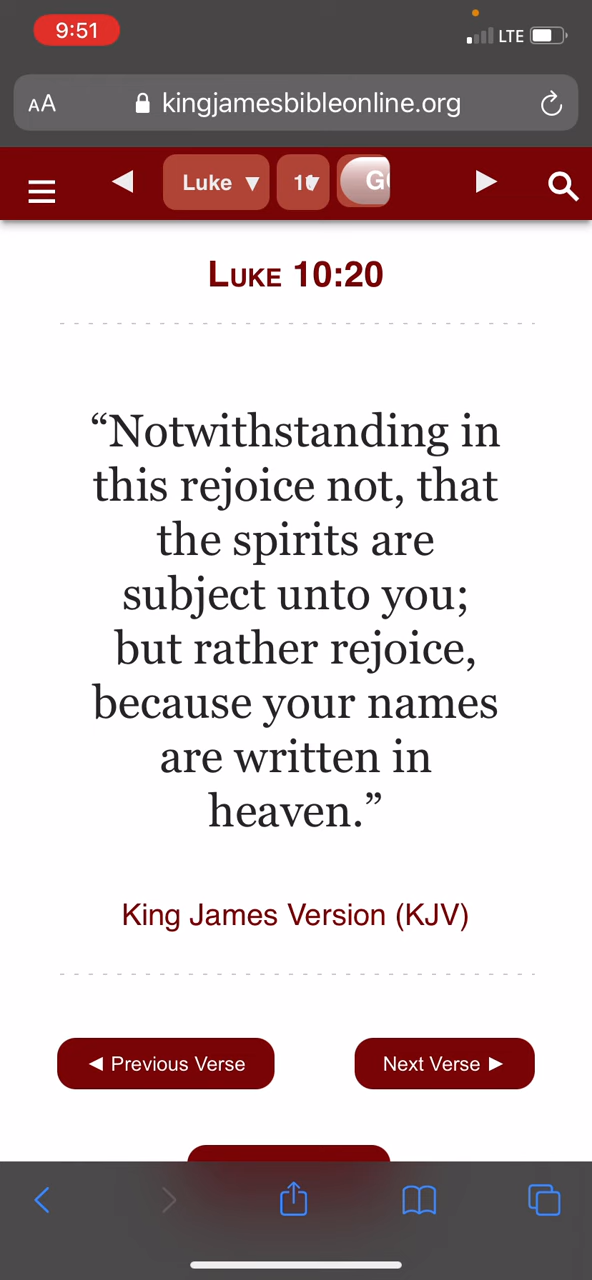 9:51
LTE
AA kingjamesbibleonline.org
Luke ▼
Luke 10:20
“Notwithstanding in
this rejoice not, that
the spirits are
subject unto you;
but rather rejoice,
because your names
are written in
heaven.”
King James Version (KJV)
◄ Previous Verse
Next Verse ►